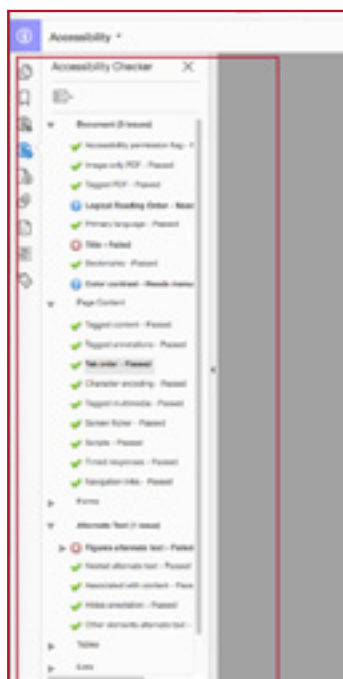 Accessibility
Accessibility Checker
Document (3 issues)
Accessibility permission flag -
Image-only PDF - Passed
Tagged PDF - Passed
Logical Reading Order -
Primary language - Passed
Title - Failed
Bookmarks - Passed
Color contrast - Needs
Page Content
Tagged content - Passed
Tagged annotations - Passed
Tab order - Passed
Character encoding - Passed
Tagged multimedia - Passed
Screen flicker - Passed
Scripts - Passed
Timed responses - Passed
Navigation links - Passed
Forms
Alternate Text (1 issue)
Figures alternate text - Failed
Nested alternate text - Passed
Associated with content -
Hides annotation - Passed
Other elements alternate text -
Tables
Lists